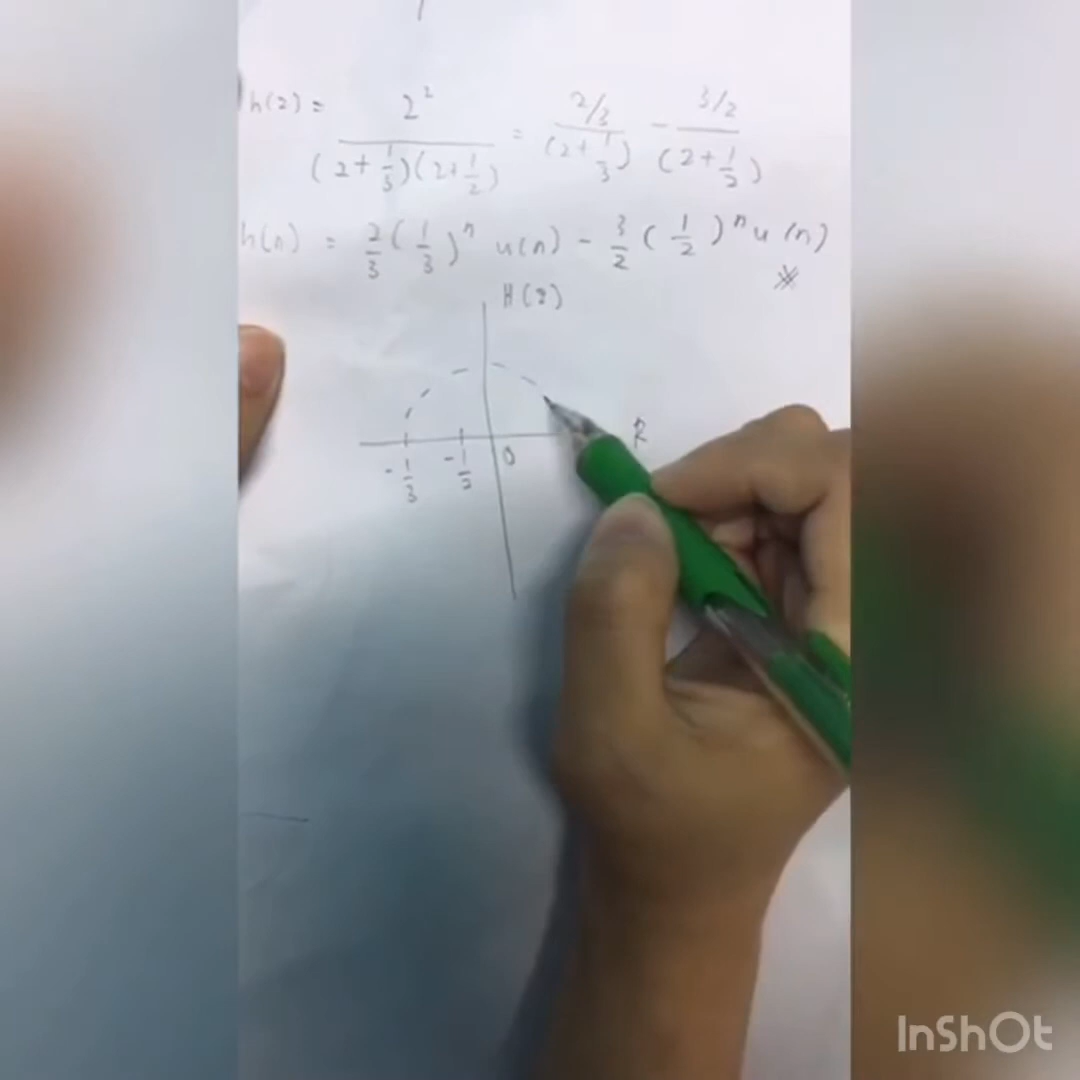 h(z) = z² / ((z + 1/3)(z + 1/2)) = (2/3) / (z + 1/3) - (3/2) / (z + 1/2)
h(n) = 2/3 (1/3)ⁿ u(n) - 3/2 (1/2)ⁿ u(n)
H(z)
R
-1/3 -1/2 0
InShOt